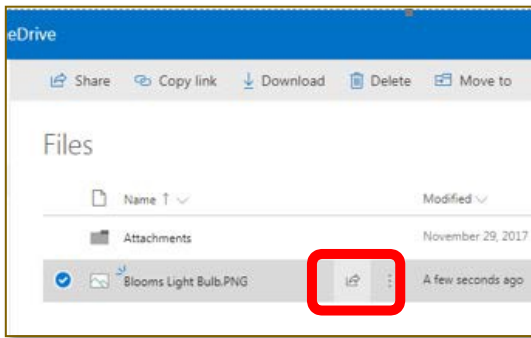 eDrive
Share Copy link Download Delete Move to
Files
Name Modified
Attachments November 29, 2017
Blooms Light Bulb.PNG A few seconds ago